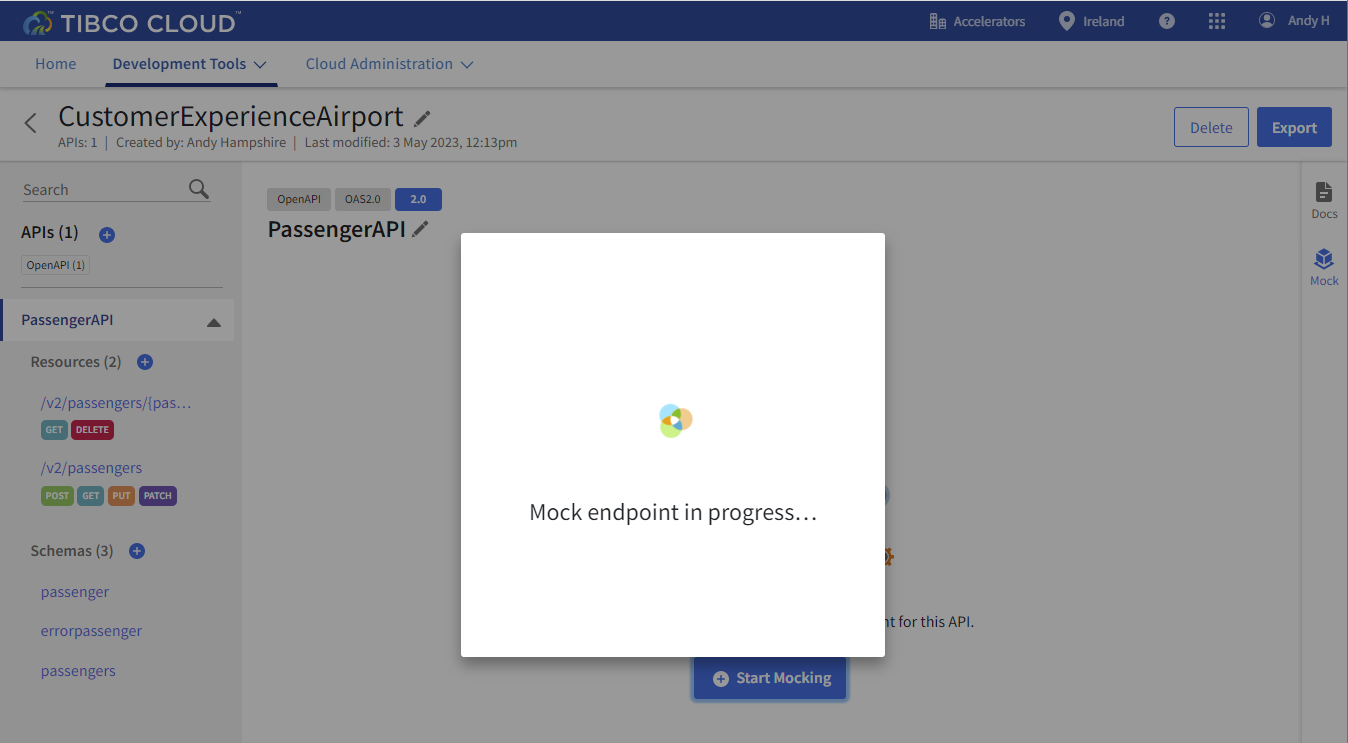 TIBCO CLOUD™
Accelerators
Ireland
?
Andy H
Home
Development Tools
Cloud Administration
CustomerExperienceAirport
APIs: 1 | Created by: Andy Hampshire | Last modified: 3 May 2023, 12:13pm
Delete
Export
Search
APIs (1)
OpenAPI (1)
PassengerAPI
Resources (2)
/v2/passengers/{pas…
GET DELETE
/v2/passengers
POST GET PUT PATCH
Schemas (3)
passenger
errorpassenger
passengers
OpenAPI OAS2.0 2.0
PassengerAPI
Mock endpoint in progress…
for this API.
Start Mocking
Docs
Mock